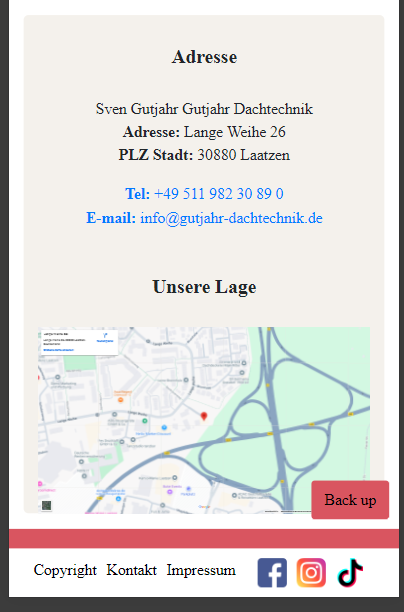 Adresse
Sven Gutjahr Gutjahr Dachtechnik
Adresse: Lange Weihe 26
PLZ Stadt: 30880 Laatzen
Tel: +49 511 982 30 89 0
E-mail: info@gutjahr-dachtechnik.de
Unsere Lage
Back up
Copyright Kontakt Impressum